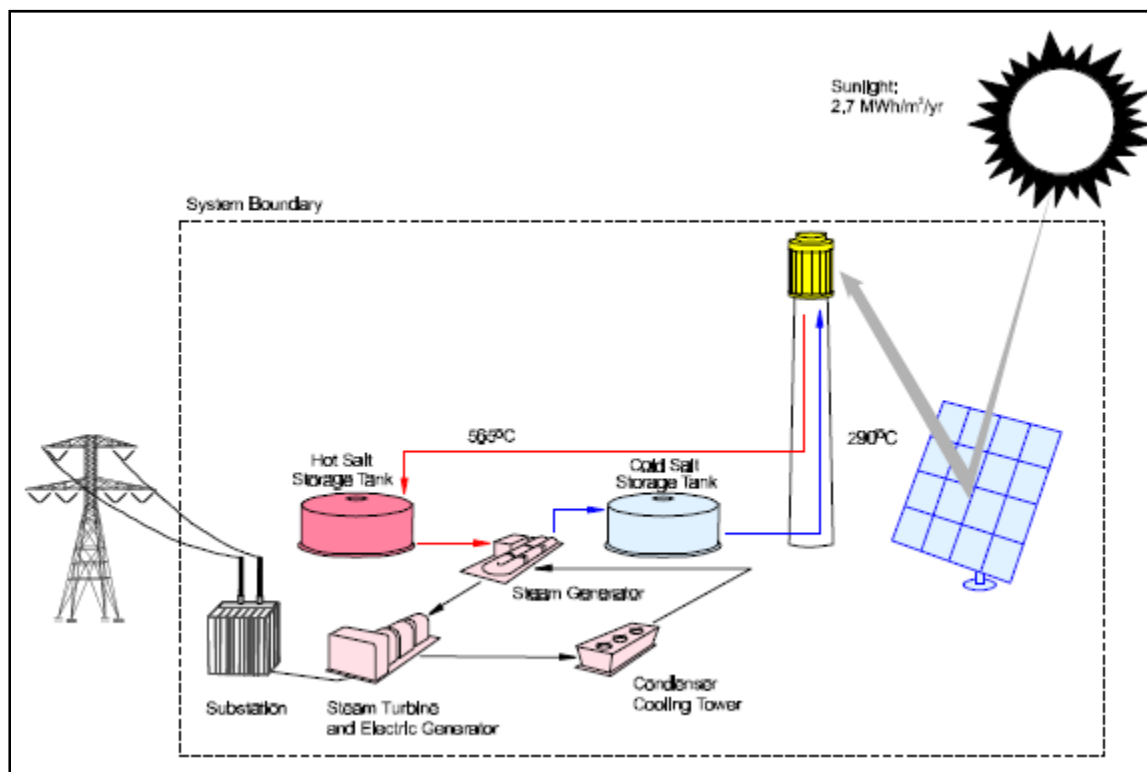 Sunlight:
2,7 MWh/m²/yr
System Boundary
565ºC
290ºC
Hot Salt
Storage Tank
Cold Salt
Storage Tank
Steam Generator
Substation
Steam Turbine
and Electric Generator
Condenser
Cooling Tower